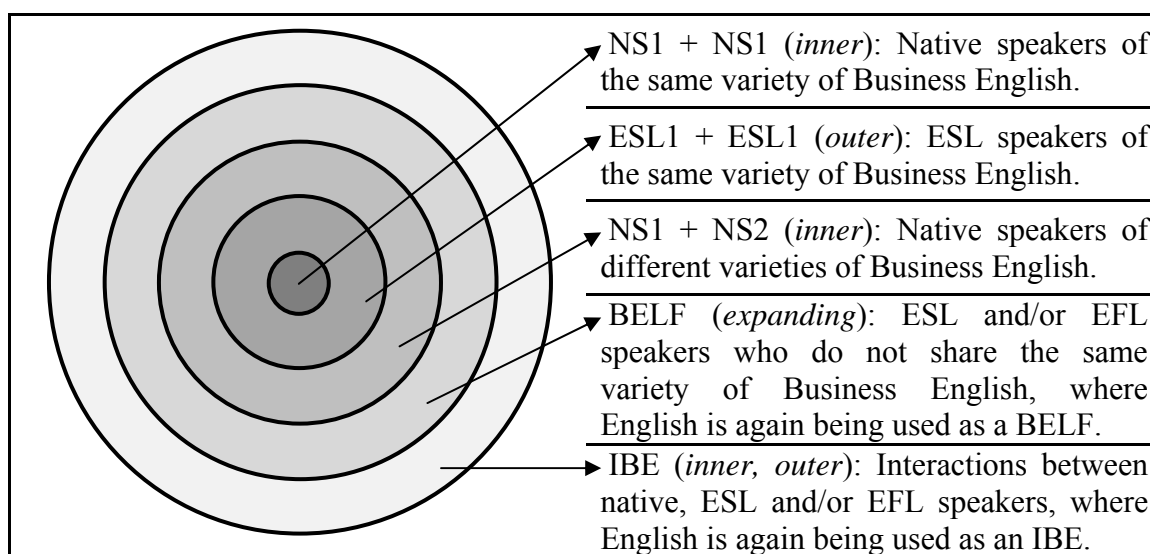 NS1 + NS1 (inner): Native speakers of
the same variety of Business English.
ESL1 + ESL1 (outer): ESL speakers of
the same variety of Business English.
NS1 + NS2 (inner): Native speakers of
different varieties of Business English.
BELF (expanding): ESL and/or EFL
speakers who do not share the same
variety of Business English, where
English is again being used as a BELF.
IBE (inner, outer): Interactions between
native, ESL and/or EFL speakers, where
English is again being used as an IBE.